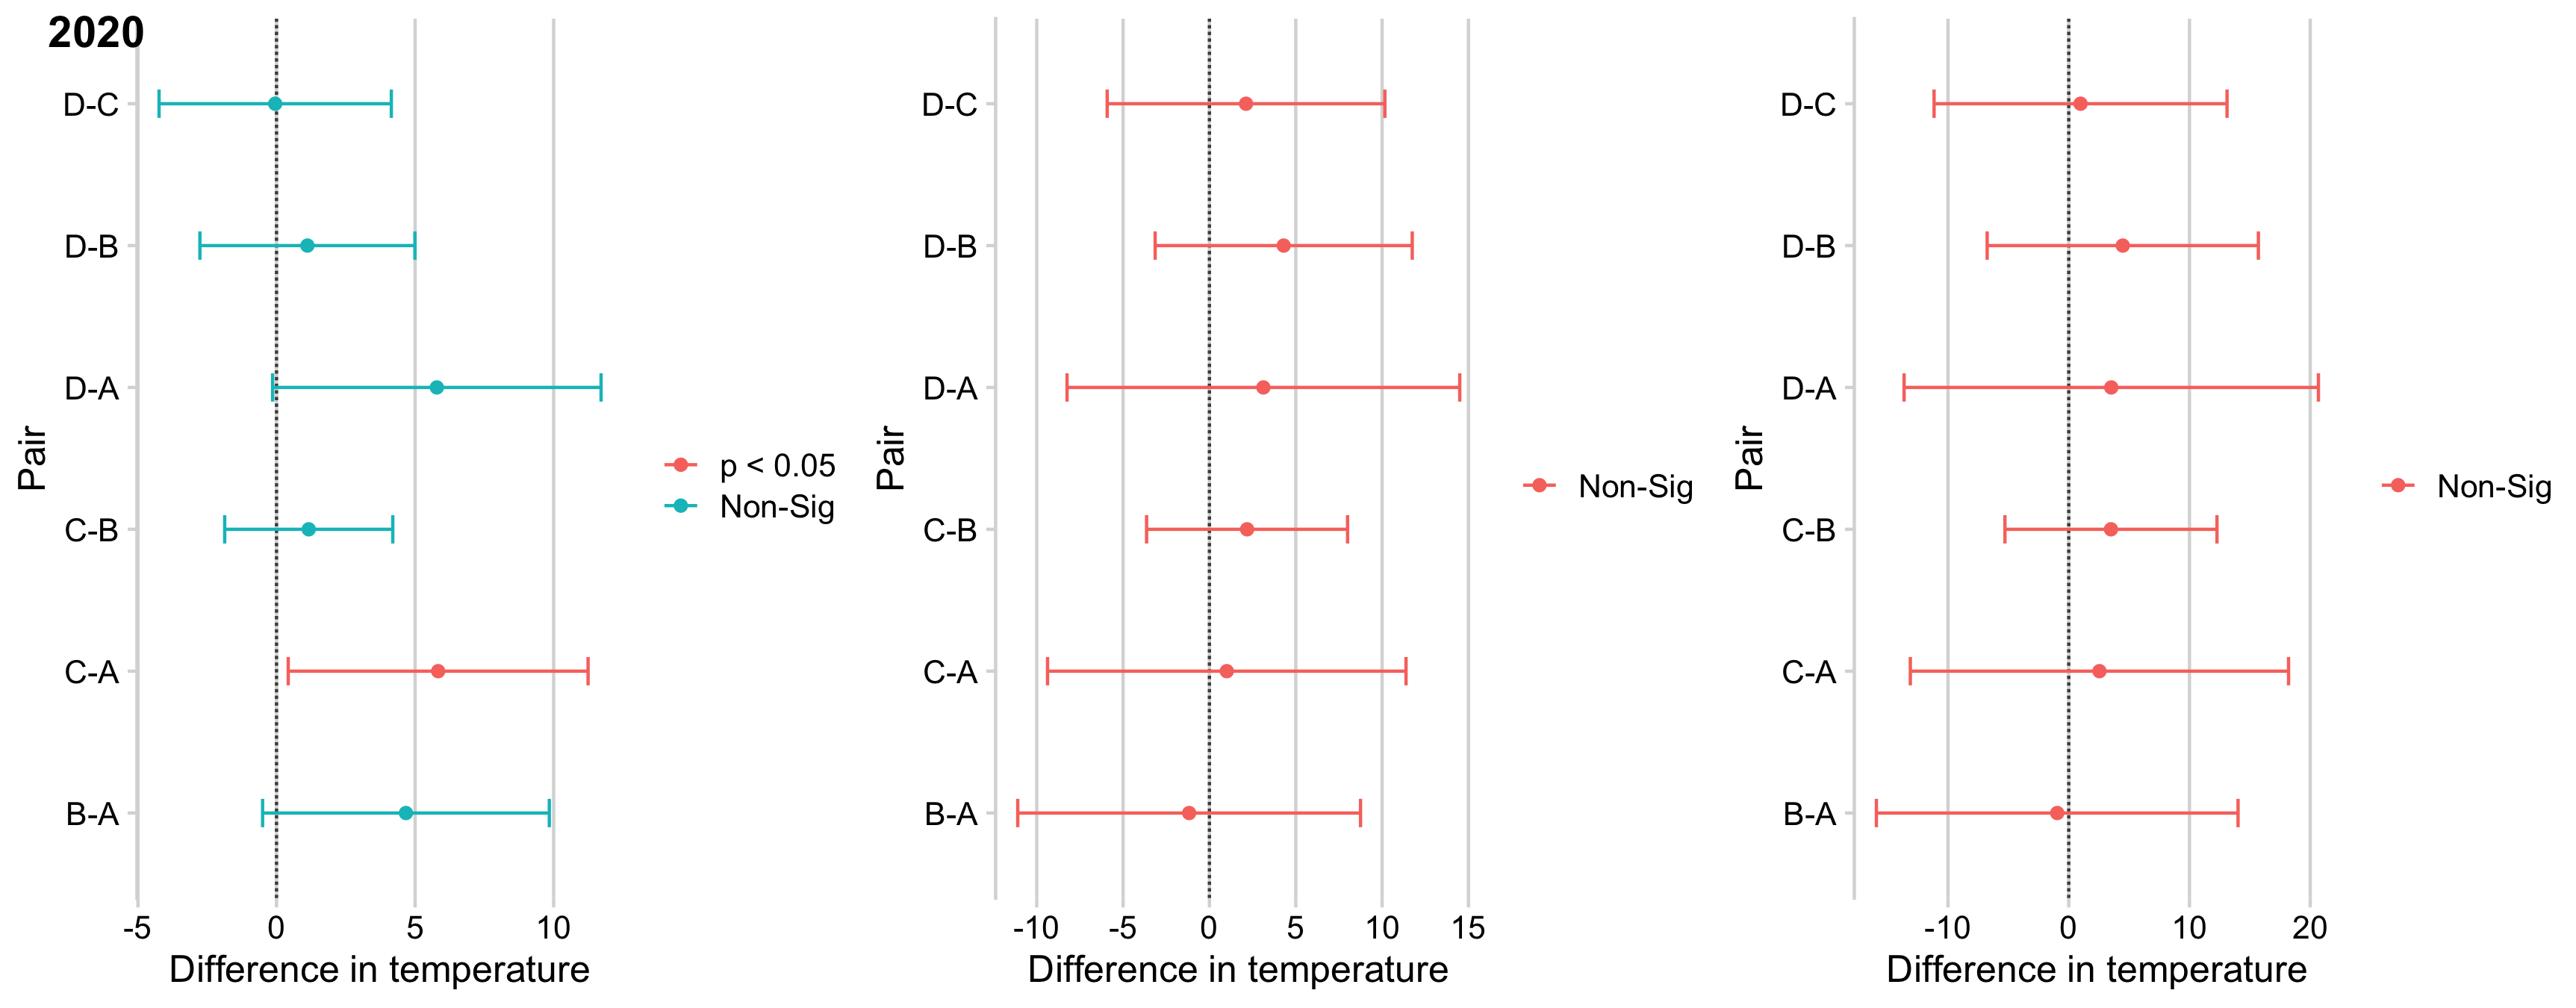 2020
D-C
D-B
D-A
C-B
C-A
B-A
Pair
-5 0 5 10
Difference in temperature
p < 0.05
Non-Sig
D-C
D-B
D-A
C-B
C-A
B-A
Pair
-10 -5 0 5 10 15
Difference in temperature
Non-Sig
D-C
D-B
D-A
C-B
C-A
B-A
Pair
-10 0 10 20
Difference in temperature
Non-Sig